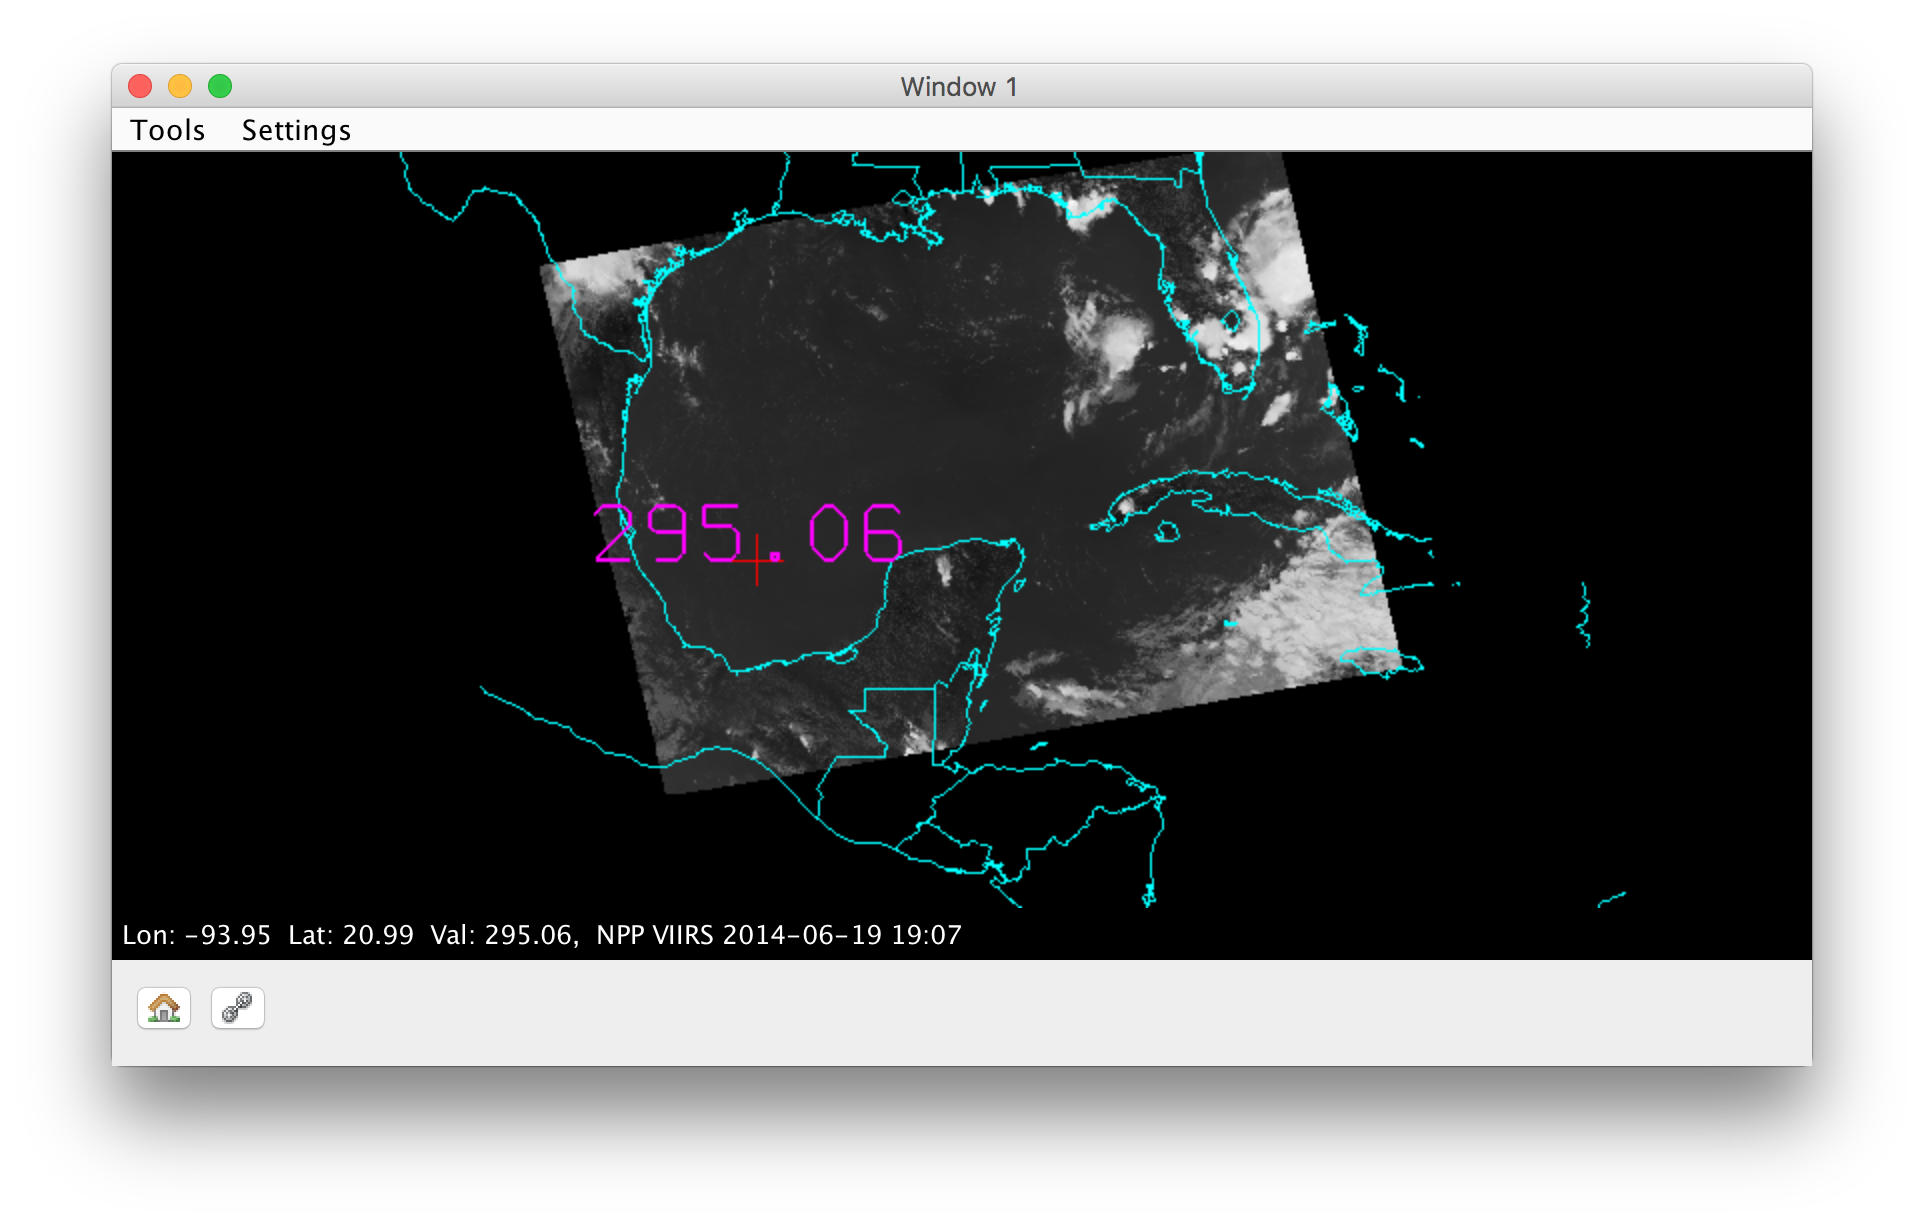 Window 1
Tools Settings
295.06
Lon: -93.95 Lat: 20.99 Val: 295.06, NPP VIIRS 2014-06-19 19:07